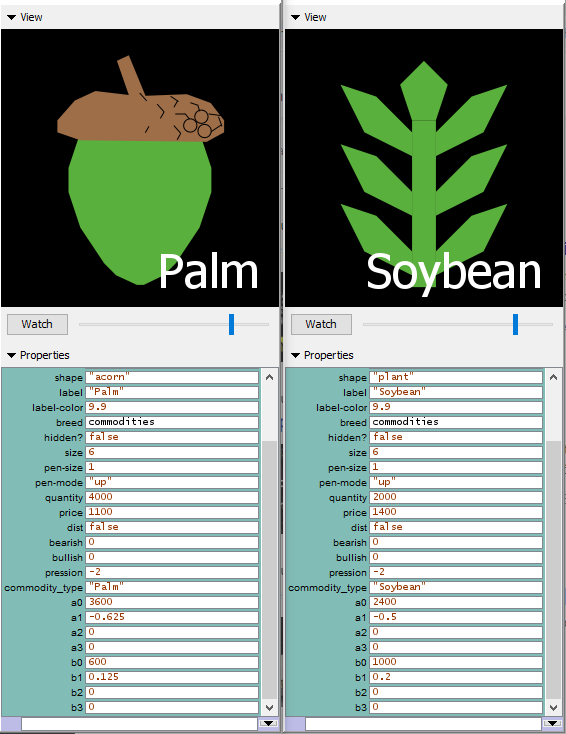 View
Palm
Watch
Properties
shape "acorn"
label "Palm"
label-color 9.9
breed commodities
hidden? false
size 6
pen-size 1
pen-mode "up"
quantity 4000
price 1100
dist false
bearish 0
bullish 0
pression -2
commodity_type "Palm"
a0 3600
a1 -0.625
a2 0
a3 0
b0 600
b1 0.125
b2 0
b3 0
View
Soybean
Watch
Properties
shape "plant"
label "Soybean"
label-color 9.9
breed commodities
hidden? false
size 6
pen-size 1
pen-mode "up"
quantity 2000
price 1400
dist false
bearish 0
bullish 0
pression -2
commodity_type "Soybean"
a0 2400
a1 -0.5
a2 0
a3 0
b0 1000
b1 0.2
b2 0
b3 0